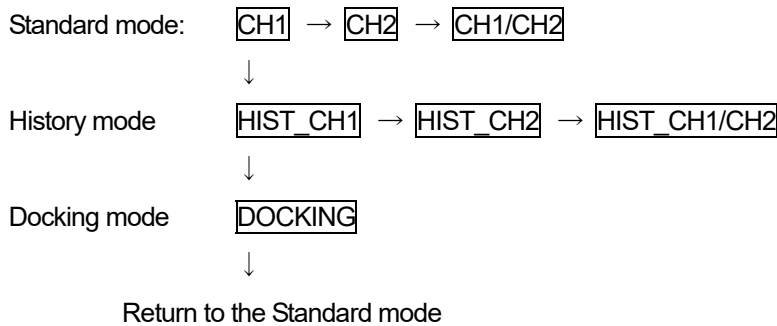 Standard mode: CH1 → CH2 → CH1/CH2
↓
History mode HIST_CH1 → HIST_CH2 → HIST_CH1/CH2
↓
Docking mode DOCKING
↓
Return to the Standard mode